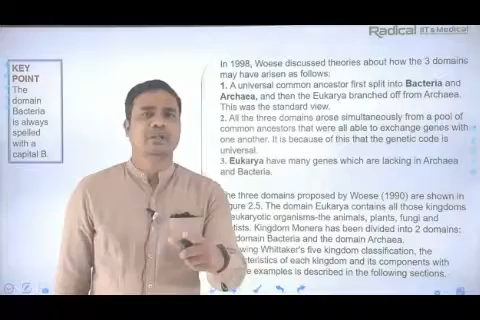 Radical IIT & Medical
KEY
POINT
The
domain
Bacteria
is always
spelled
with a
capital B.
In 1998, Woese discussed theories about how the 3 domains
may have arisen as follows:
1. A universal common ancestor first split into Bacteria and
Archaea, and then the Eukarya branched off from Archaea.
This was the standard view.
2. All the three domains arose simultaneously from a pool of
common ancestors that were all able to exchange genes with
one another. It is because of this that the genetic code is
universal.
3. Eukarya have many genes which are lacking in Archaea
and Bacteria.
The three domains proposed by Woese (1990) are shown in
gure 2.5. The domain Eukarya contains all those kingdoms
eukaryotic organisms-the animals, plants, fungi and
tists. Kingdom Monera has been divided into 2 domains:
domain Bacteria and the domain Archaea.
wing Whittaker's five kingdom classification, the
cteristics of each kingdom and its components with
e examples is described in the following sections.